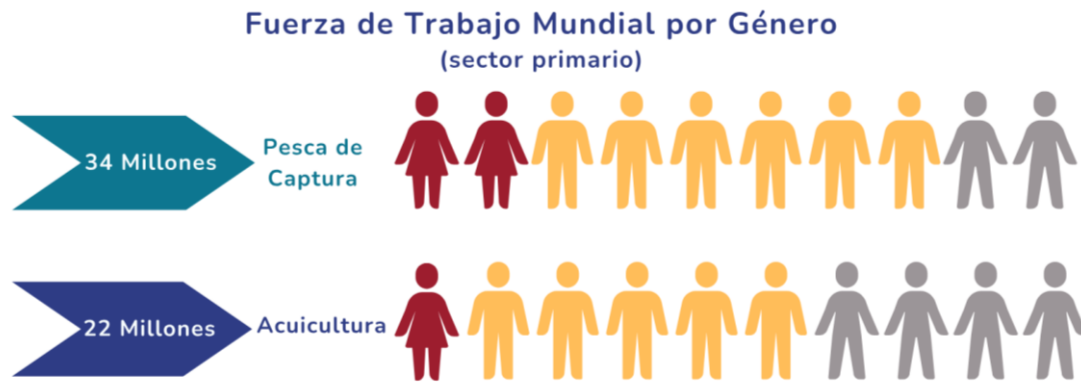 Fuerza de Trabajo Mundial por Género
(sector primario)
34 Millones
Pesca de
Captura
22 Millones
Acuicultura